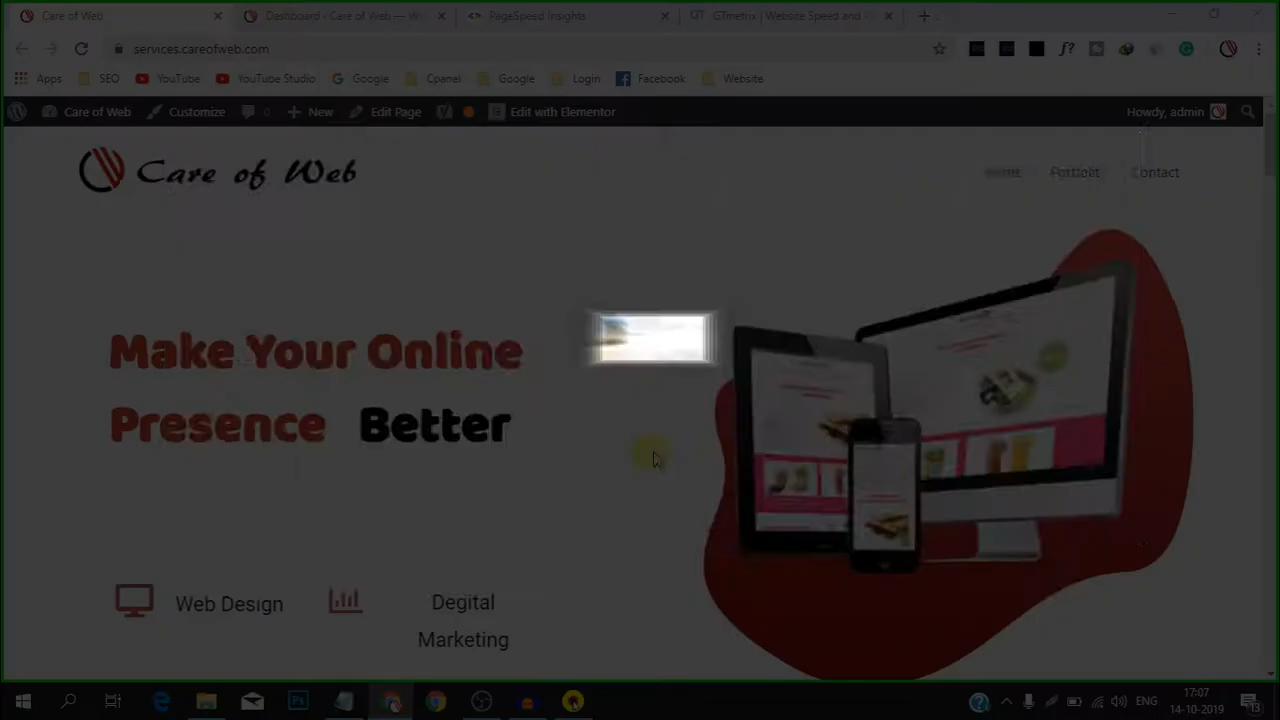 Care of Web
Dashboard - Care of Web — W
PageSpeed Insights
GTmetrix | Website Speed and
services.careofweb.com
f?
Apps
SEO
YouTube
YouTube Studio
Google
Cpanel
Google
Login
Facebook
Website
Care of Web
Customize
0
New
Edit Page
Edit with Elementor
Howdy, admin
Care of Web
Home
Portfolio
Contact
Make Your Online
Presence Better
Web Design
Degital
Marketing
ENG
17:07
14-10-2019
13